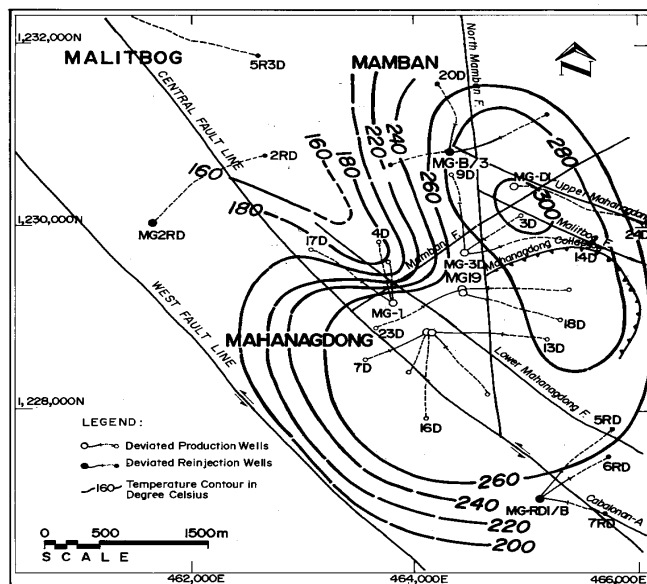 1,232,000N
MALITBOG
5R3D
CENTRAL FAULT LINE
MAMBAN
20D
North Mamban F.
N
160
180
220
240
260
280
300
2RD
160
180
160
MG-B/3
9D
MG-D1
Upper Mahanagdong
1,230,000N
MG2RD
17D
4D
Mamban F.
3D
Malitbog F.
24D
MG-3D
Mahanagdong Collapse
14D
MG19
WEST FAULT LINE
MG-1
MAHANAGDONG
23D
18D
7D
13D
1,228,000N
16D
Lower Mahanagdong F.
5RD
6RD
LEGEND:
Deviated Production Wells
Deviated Reinjection Wells
160 Temperature Contour in
Degree Celsius
260
240
220
200
MG-RD1/B
Cabalonan-A
7RD
0 500 1500m
SCALE
462,000E
464,000E
466,000E